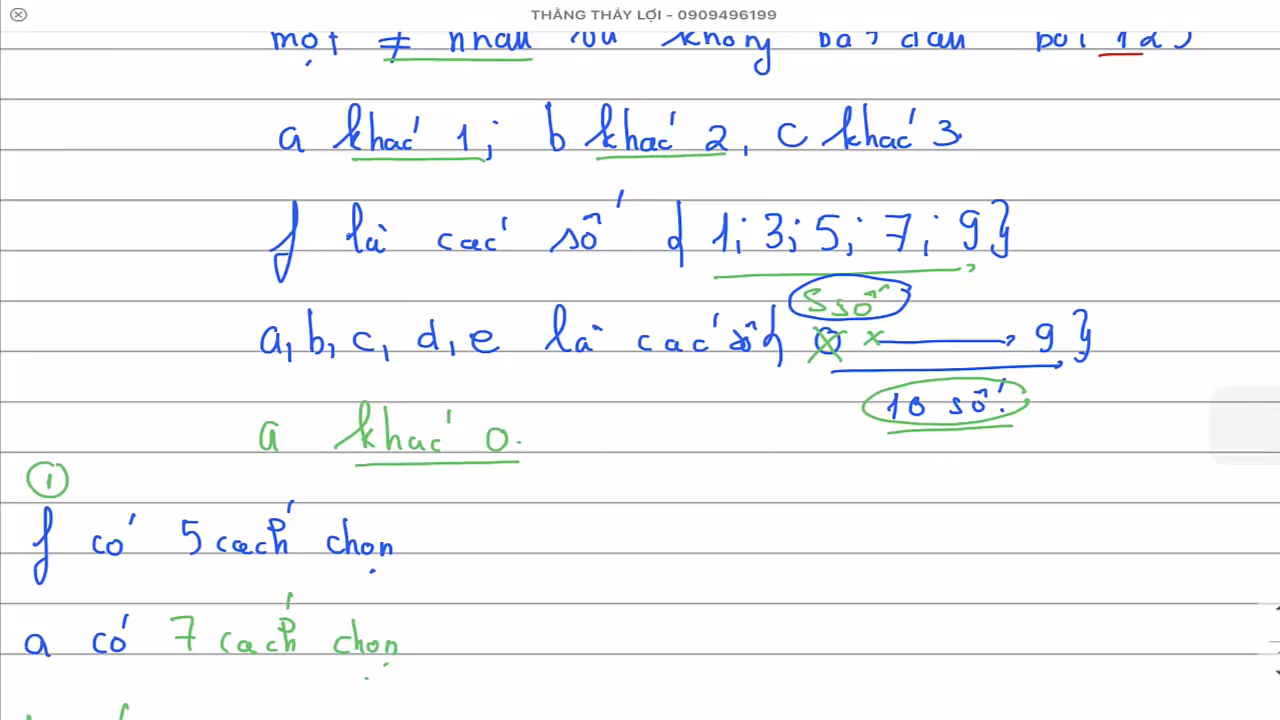 THẦNG THẦY LỢI - 0909496199
một ≠ nhau
a khác 1; b khác 2, c khác 3
f là các số {1; 3; 5; 7; 9}
5 số
a, b, c, d, e là các số { 0 x → 9 }
10 số.
a khác 0.
1
f có 5 cách chọn
a có 7 cách chọn